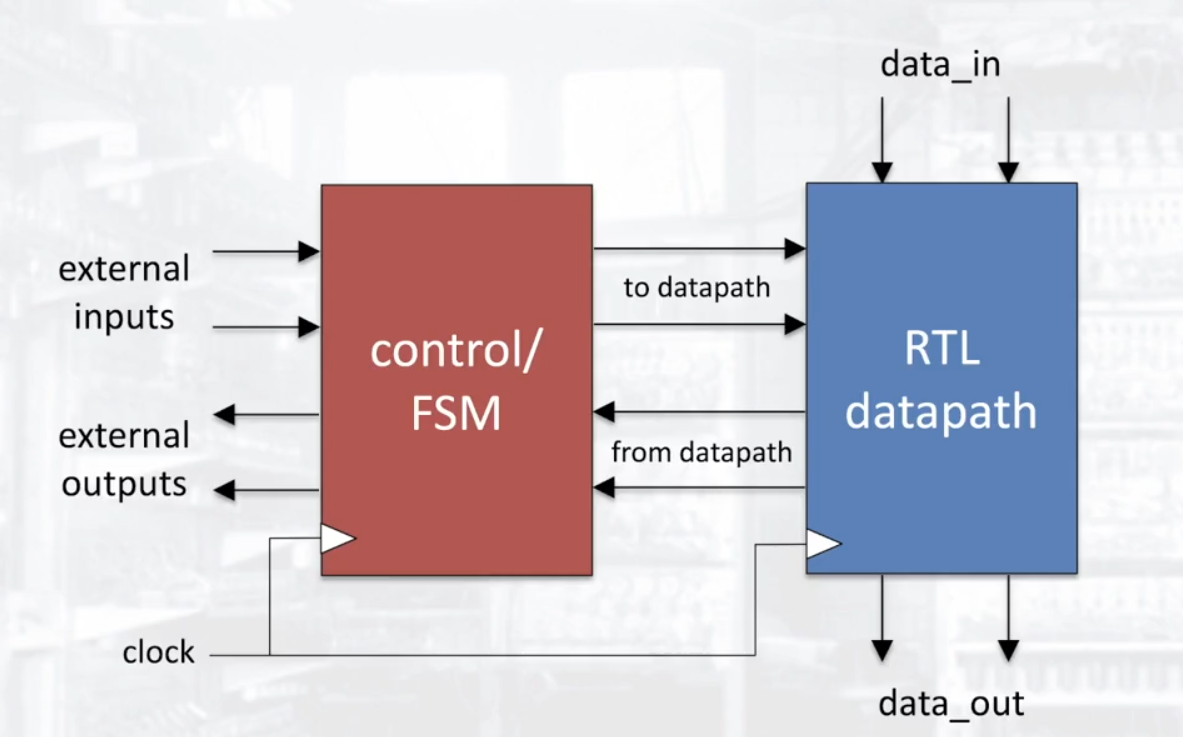 data_in
external
inputs
to datapath
control/
FSM
RTL
datapath
external
outputs
from datapath
clock
data_out